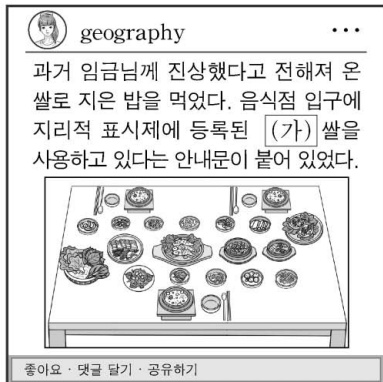 geography
...
과거 임금님께 진상했다고 전해져 온
쌀로 지은 밥을 먹었다. 음식점 입구에
지리적 표시제에 등록된 (가) 쌀을
사용하고 있다는 안내문이 붙어 있었다.
좋아요 · 댓글 달기 · 공유하기